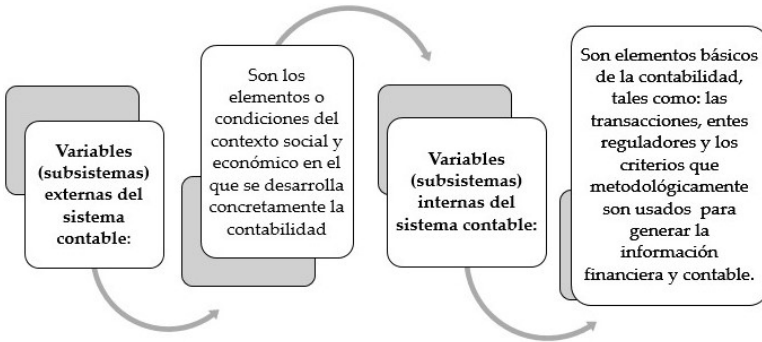 Variables
(subsistemas)
externas del
sistema
contable:
Son los
elementos o
condiciones del
contexto social y
económico en el
que se desarrolla
concretamente la
contabilidad
Variables
(subsistemas)
internas del
sistema contable:
Son elementos básicos
de la contabilidad,
tales como: las
transacciones, entes
reguladores y los
criterios que
metodológicamente
son usados para
generar la
información
financiera y contable.